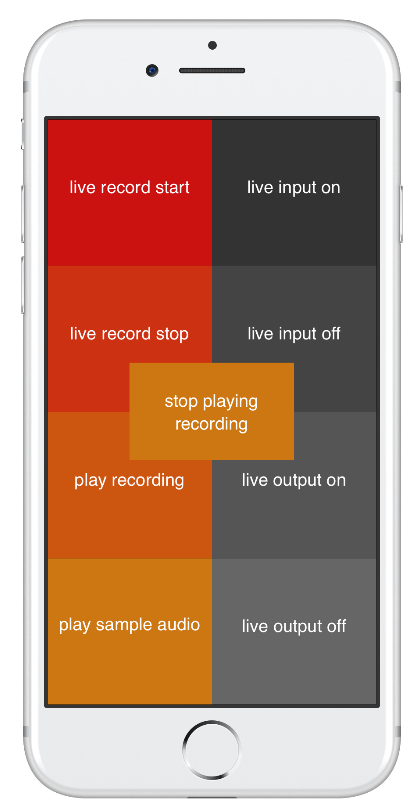 live record start
live input on
live record stop
live input off
stop playing
recording
play recording
live output on
play sample audio
live output off